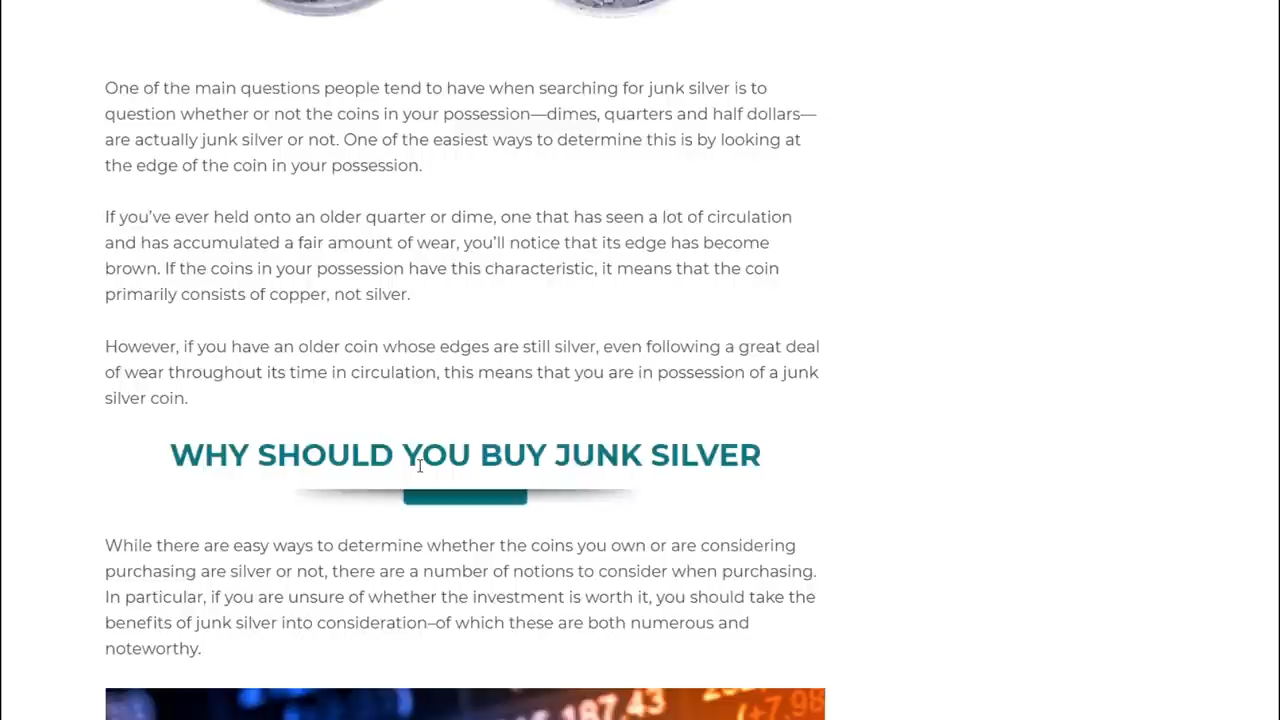 One of the main questions people tend to have when searching for junk silver is to
question whether or not the coins in your possession—dimes, quarters and half dollars—
are actually junk silver or not. One of the easiest ways to determine this is by looking at
the edge of the coin in your possession.
If you’ve ever held onto an older quarter or dime, one that has seen a lot of circulation
and has accumulated a fair amount of wear, you’ll notice that its edge has become
brown. If the coins in your possession have this characteristic, it means that the coin
primarily consists of copper, not silver.
However, if you have an older coin whose edges are still silver, even following a great deal
of wear throughout its time in circulation, this means that you are in possession of a junk
silver coin.
WHY SHOULD YOU BUY JUNK SILVER
While there are easy ways to determine whether the coins you own or are considering
purchasing are silver or not, there are a number of notions to consider when purchasing.
In particular, if you are unsure of whether the investment is worth it, you should take the
benefits of junk silver into consideration–of which these are both numerous and
noteworthy.
187.43
(+7.98